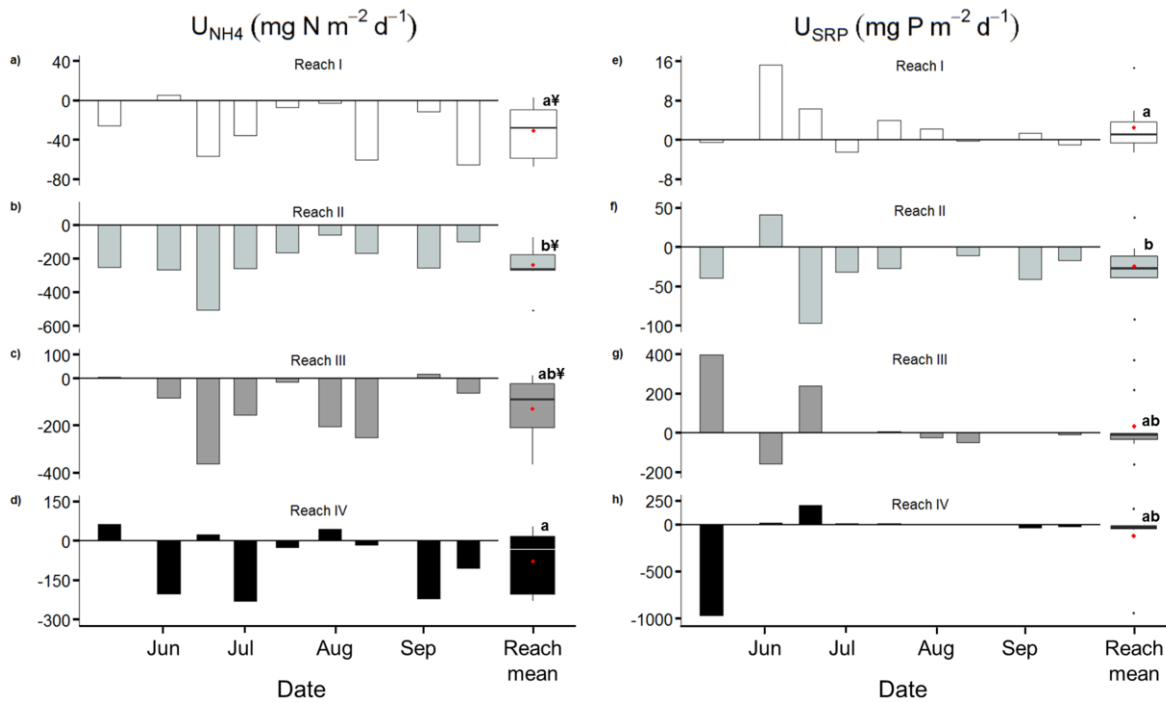 U_NH4 (mg N m⁻² d⁻¹)
a)
Reach I
40
0
-40
-80
a¥
b)
Reach II
0
-200
-400
-600
b¥
c)
Reach III
100
0
-200
-400
ab¥
d)
Reach IV
150
0
-150
-300
a
Jun Jul Aug Sep Reach
mean
Date
U_SRP (mg P m⁻² d⁻¹)
e)
Reach I
16
8
0
-8
a
f)
Reach II
50
0
-50
-100
b
g)
Reach III
400
200
0
-200
ab
h)
Reach IV
250
0
-500
-1000
ab
Jun Jul Aug Sep Reach
mean
Date